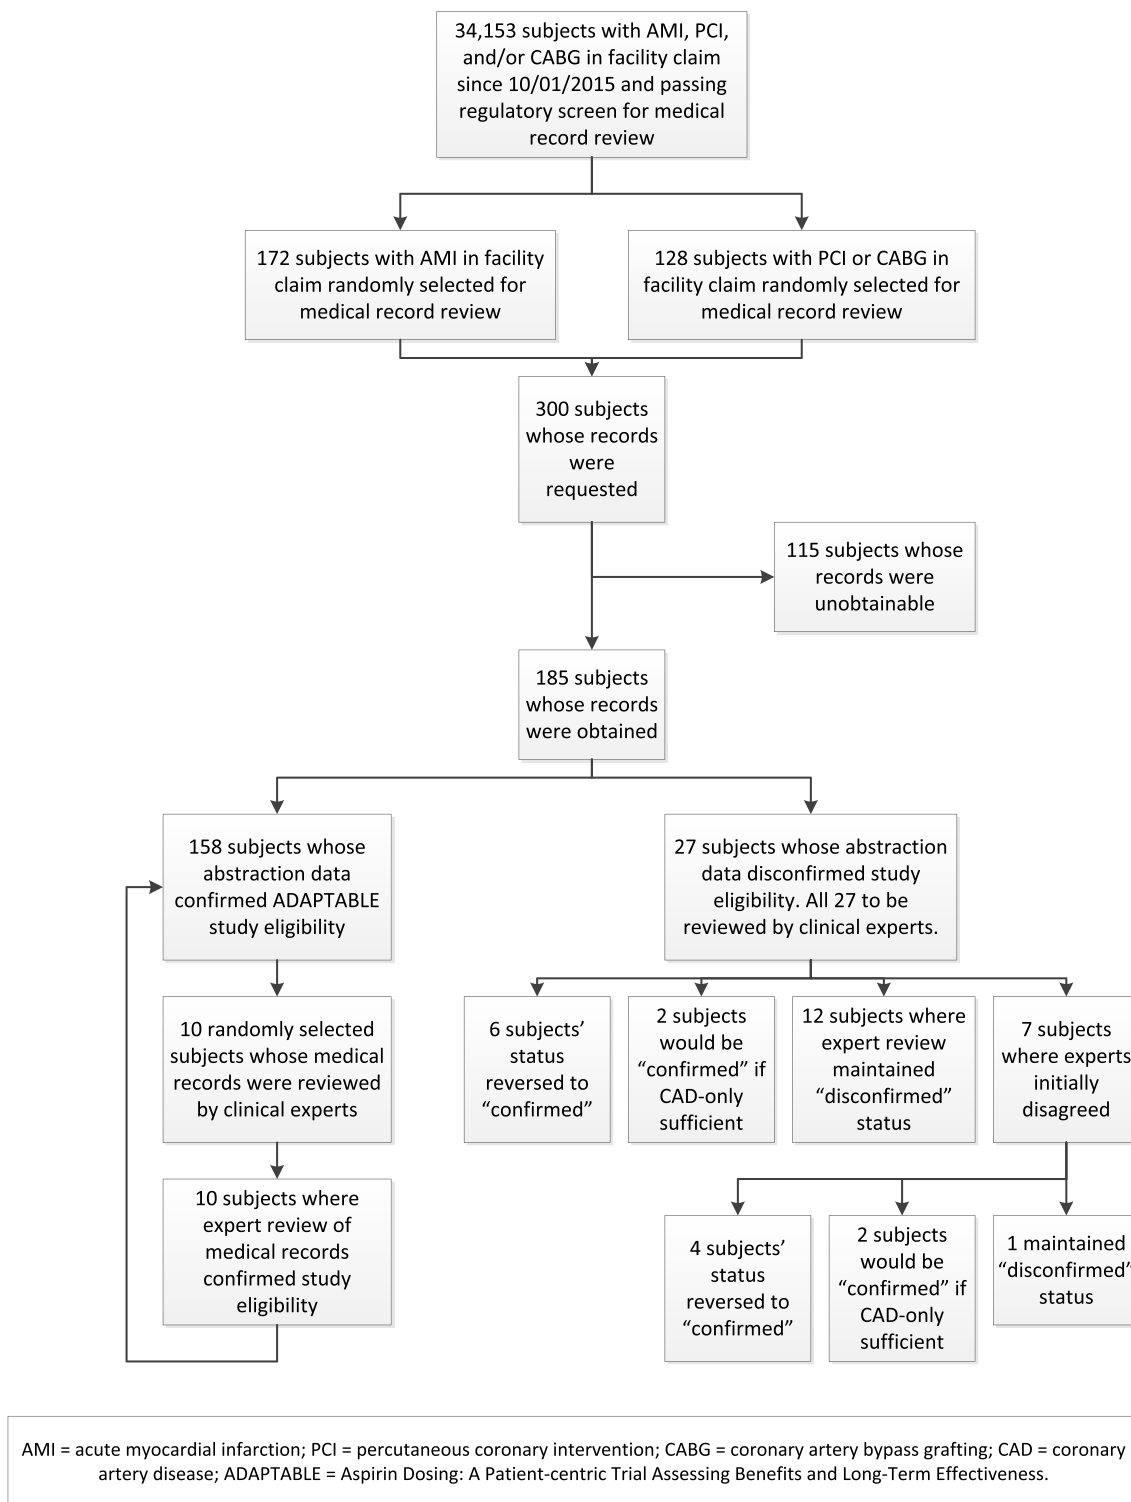 34,153 subjects with AMI, PCI,
and/or CABG in facility claim
since 10/01/2015 and passing
regulatory screen for medical
record review
172 subjects with AMI in facility
claim randomly selected for
medical record review
128 subjects with PCI or CABG in
facility claim randomly selected for
medical record review
300 subjects
whose records
were
requested
115 subjects whose
records were
unobtainable
185 subjects
whose records
were obtained
158 subjects whose
abstraction data
confirmed ADAPTABLE
study eligibility
27 subjects whose abstraction
data disconfirmed study
eligibility. All 27 to be
reviewed by clinical experts.
10 randomly selected
subjects whose medical
records were reviewed
by clinical experts
6 subjects’
status
reversed to
“confirmed”
2 subjects
would be
“confirmed” if
CAD-only
sufficient
12 subjects where
expert review
maintained
“disconfirmed”
status
7 subjects
where experts
initially
disagreed
10 subjects where
expert review of
medical records
confirmed study
eligibility
4 subjects’
status
reversed to
“confirmed”
2 subjects
would be
“confirmed” if
CAD-only
sufficient
1 maintained
“disconfirmed”
status
AMI = acute myocardial infarction; PCI = percutaneous coronary intervention; CABG = coronary artery bypass grafting; CAD = coronary
artery disease; ADAPTABLE = Aspirin Dosing: A Patient-centric Trial Assessing Benefits and Long-Term Effectiveness.